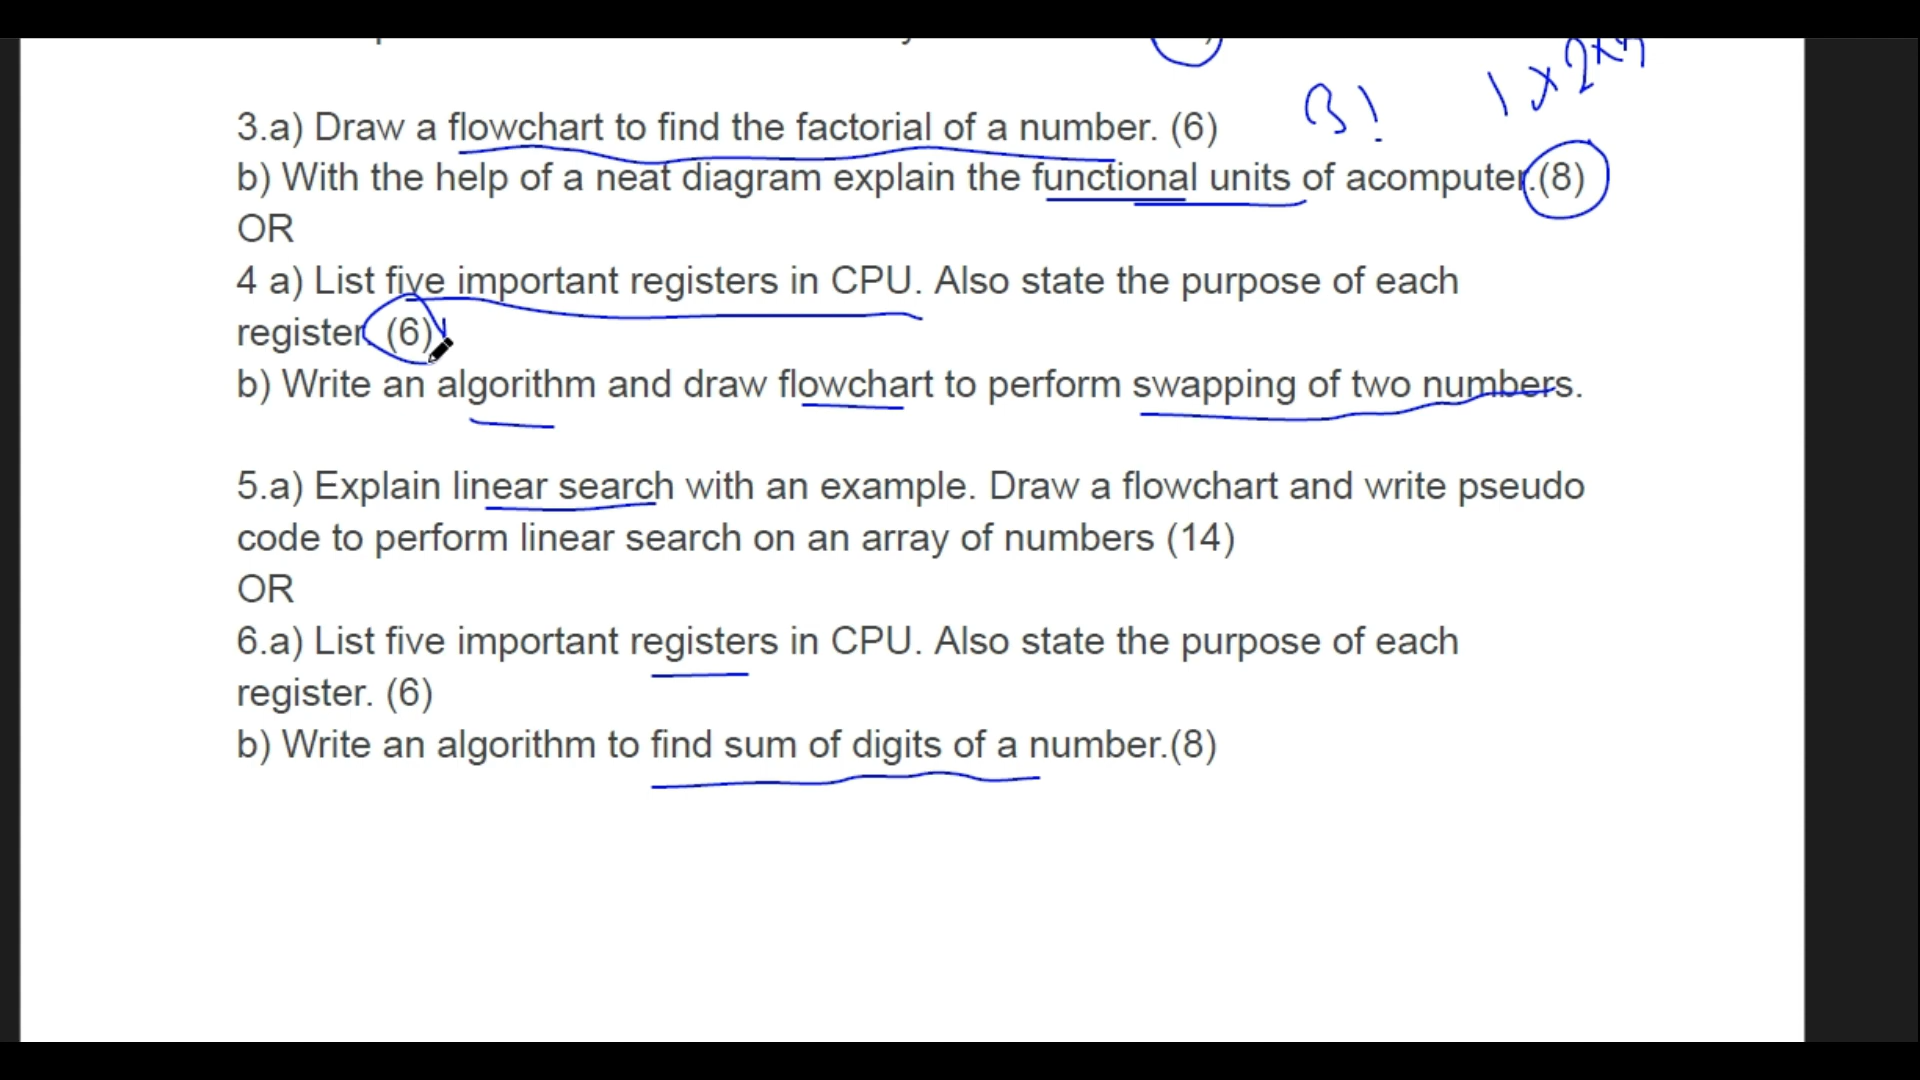 3!
1 x 2 x
3.a) Draw a flowchart to find the factorial of a number. (6)
b) With the help of a neat diagram explain the functional units of acomputer.(8)
OR
4 a) List five important registers in CPU. Also state the purpose of each
register. (6)
b) Write an algorithm and draw flowchart to perform swapping of two numbers.
5.a) Explain linear search with an example. Draw a flowchart and write pseudo
code to perform linear search on an array of numbers (14)
OR
6.a) List five important registers in CPU. Also state the purpose of each
register. (6)
b) Write an algorithm to find sum of digits of a number.(8)